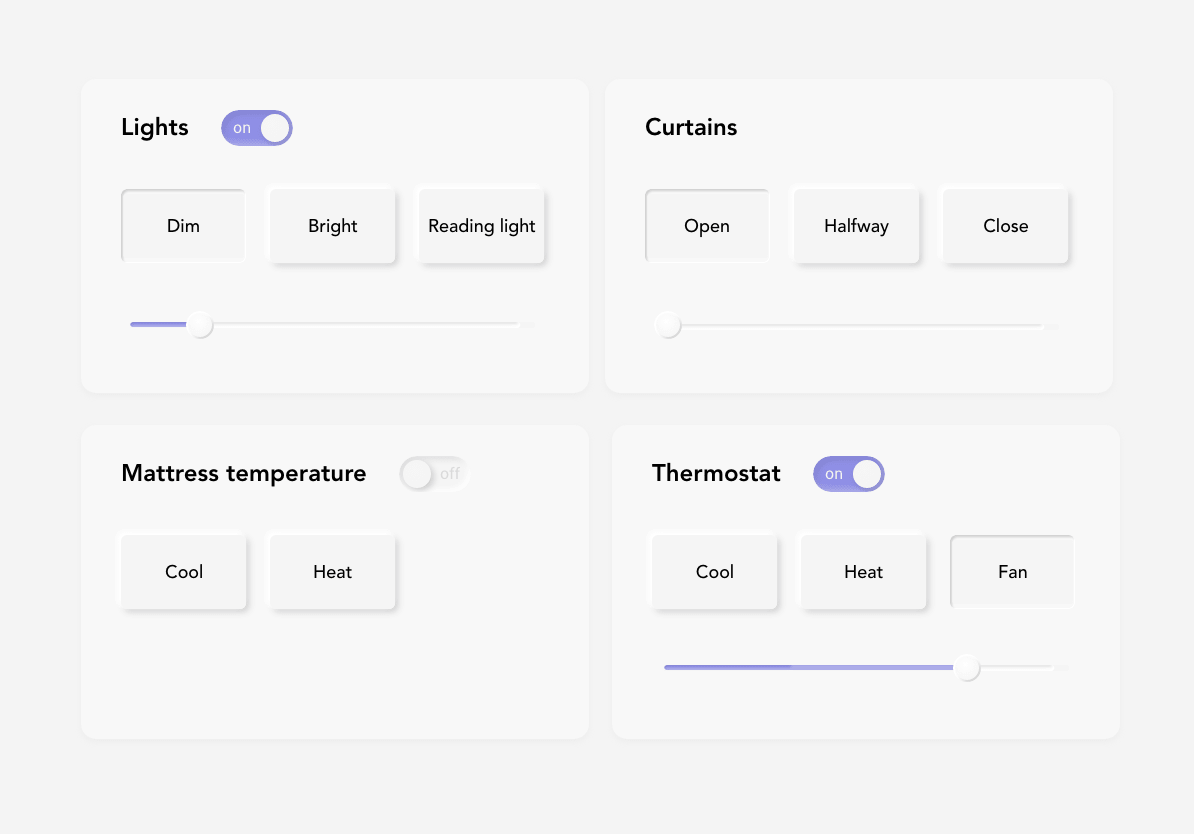 Lights on
Curtains
Dim Bright Reading light
Open Halfway Close
Mattress temperature off
Thermostat on
Cool Heat
Cool Heat Fan